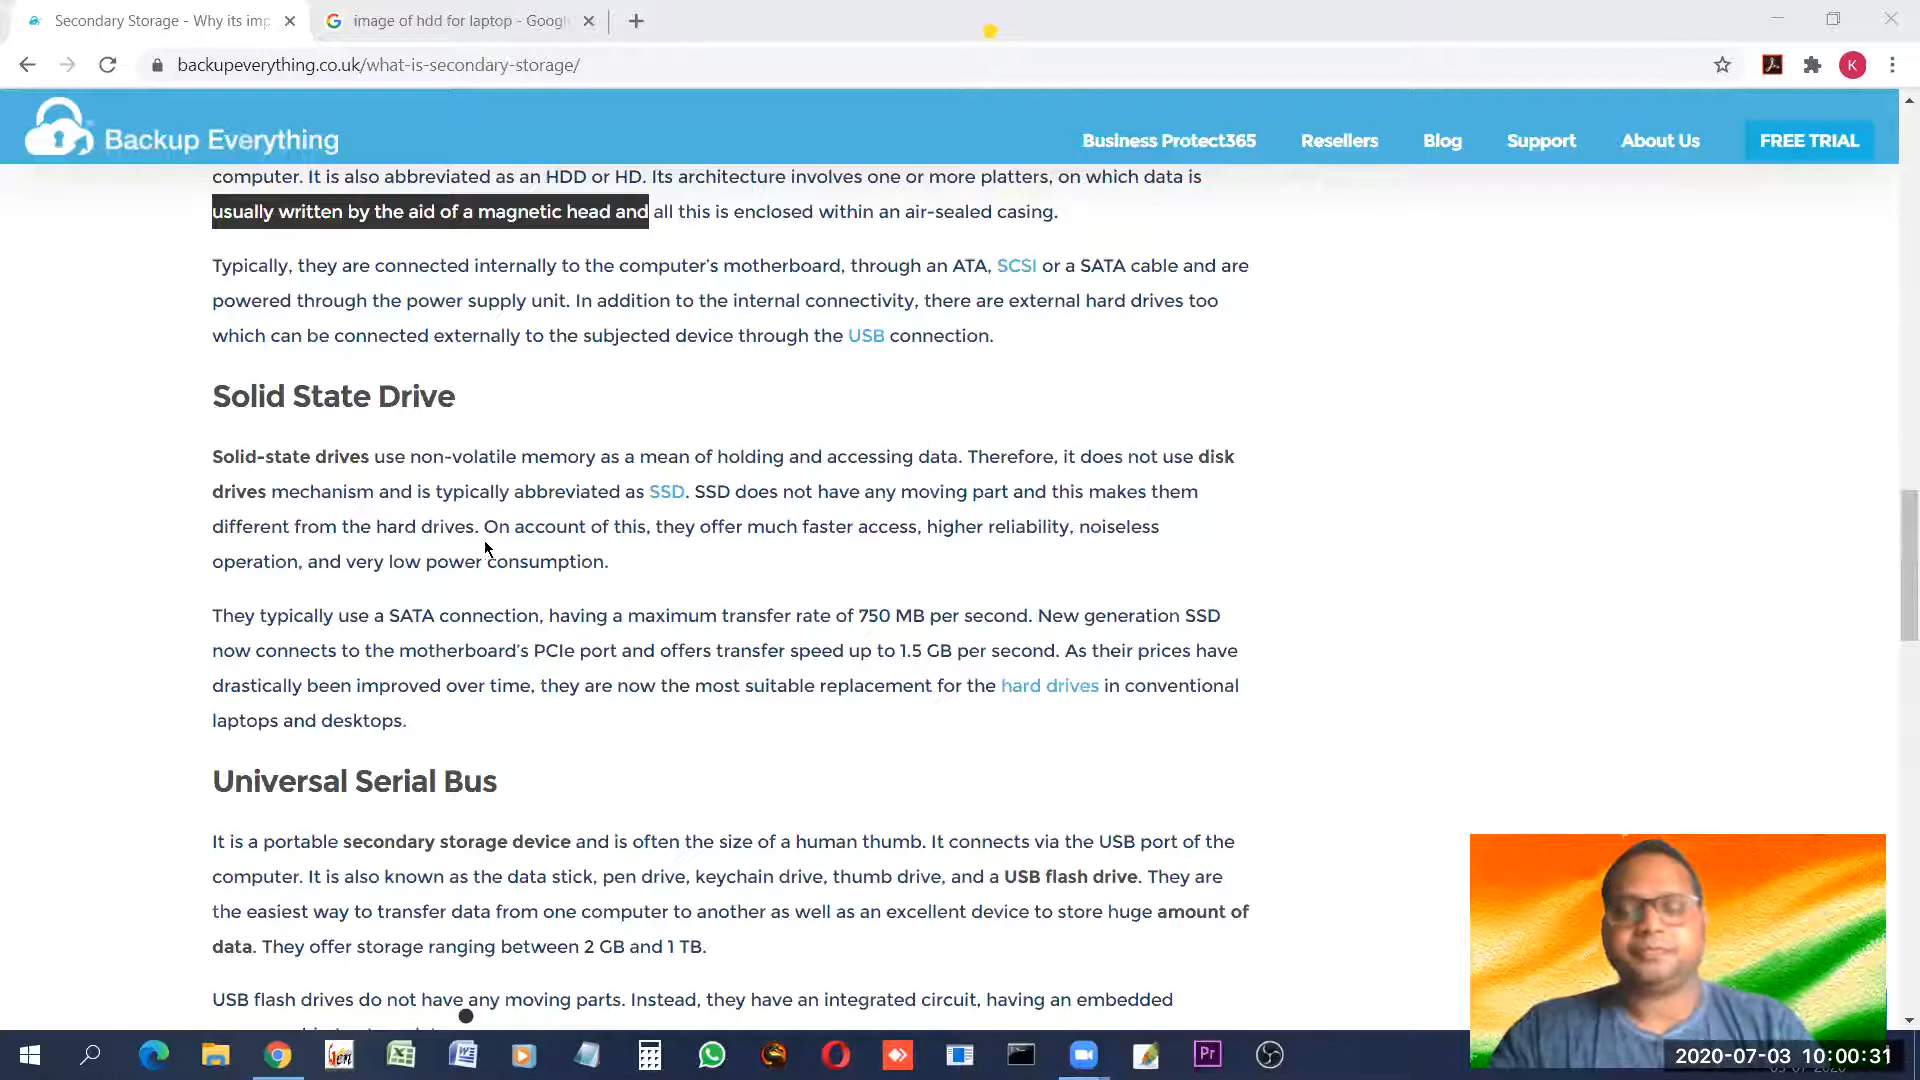 Secondary Storage - Why its imp
image of hdd for laptop - Googl
backupeverything.co.uk/what-is-secondary-storage/
K
Backup Everything
Business Protect365
Resellers
Blog
Support
About Us
FREE TRIAL
computer. It is also abbreviated as an HDD or HD. Its architecture involves one or more platters, on which data is
usually written by the aid of a magnetic head and all this is enclosed within an air-sealed casing.
Typically, they are connected internally to the computer's motherboard, through an ATA, SCSI or a SATA cable and are
powered through the power supply unit. In addition to the internal connectivity, there are external hard drives too
which can be connected externally to the subjected device through the USB connection.
Solid State Drive
Solid-state drives use non-volatile memory as a mean of holding and accessing data. Therefore, it does not use disk
drives mechanism and is typically abbreviated as SSD. SSD does not have any moving part and this makes them
different from the hard drives. On account of this, they offer much faster access, higher reliability, noiseless
operation, and very low power consumption.
They typically use a SATA connection, having a maximum transfer rate of 750 MB per second. New generation SSD
now connects to the motherboard's PCIe port and offers transfer speed up to 1.5 GB per second. As their prices have
drastically been improved over time, they are now the most suitable replacement for the hard drives in conventional
laptops and desktops.
Universal Serial Bus
It is a portable secondary storage device and is often the size of a human thumb. It connects via the USB port of the
computer. It is also known as the data stick, pen drive, keychain drive, thumb drive, and a USB flash drive. They are
the easiest way to transfer data from one computer to another as well as an excellent device to store huge amount of
data. They offer storage ranging between 2 GB and 1 TB.
USB flash drives do not have any moving parts. Instead, they have an integrated circuit, having an embedded
Gen
Pr
2020-07-03 10:00:31